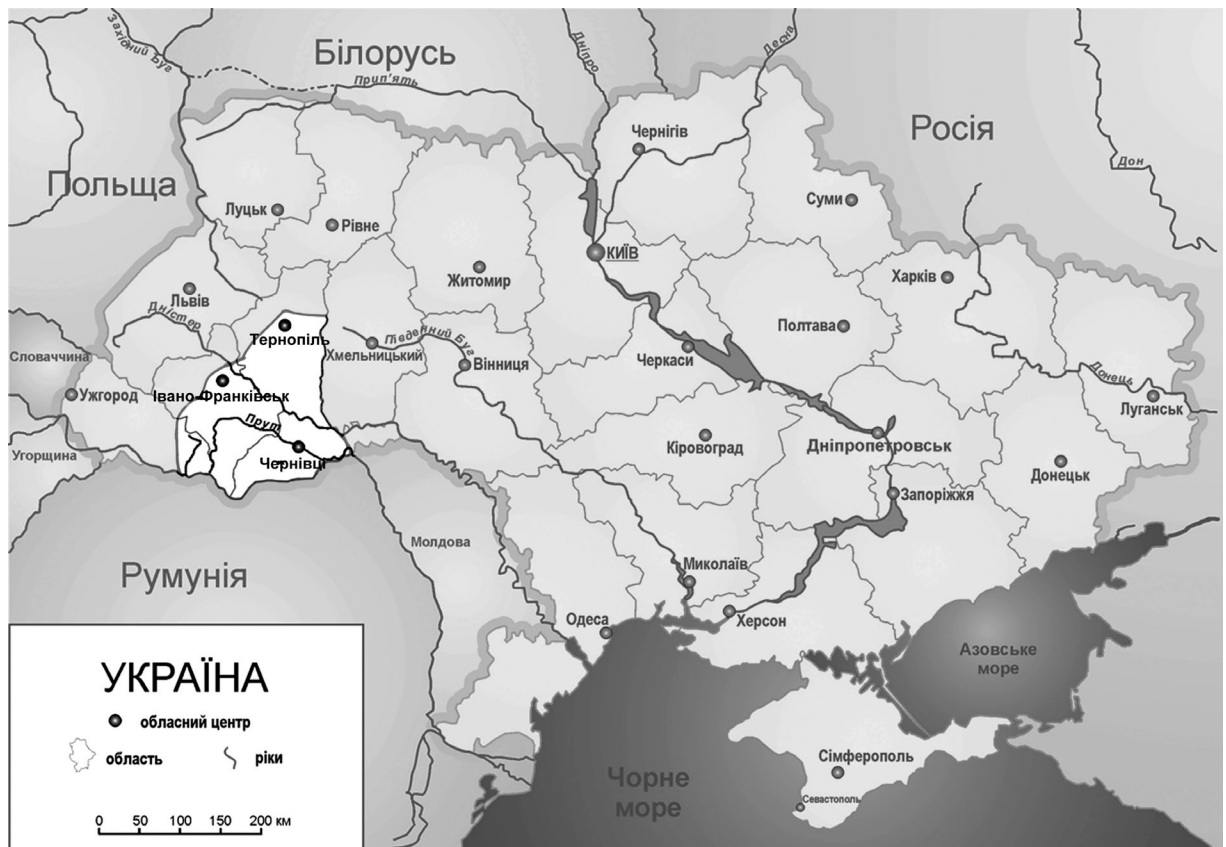 Західний Буг
Білорусь
Дніпро
Десна
Прип'ять
Чернігів
Росія
Дон
Польща
Луцьк
Рівне
Суми
КИЇВ
Житомир
Харків
Львів
Дністер
Тернопіль
Південний Буг
Хмельницький
Вінниця
Полтава
Черкаси
Словаччина
Ужгород
Івано-Франківськ
Донець
Луганськ
Прут
Чернівці
Угорщина
Кіровоград
Дніпропетровськ
Донецьк
Запоріжжя
Молдова
Румунія
Миколаїв
Херсон
Одеса
Азовське
море
УКРАЇНА
обласний центр
область
ріки
0 50 100 150 200 км
Чорне
море
Сімферополь
Севастополь